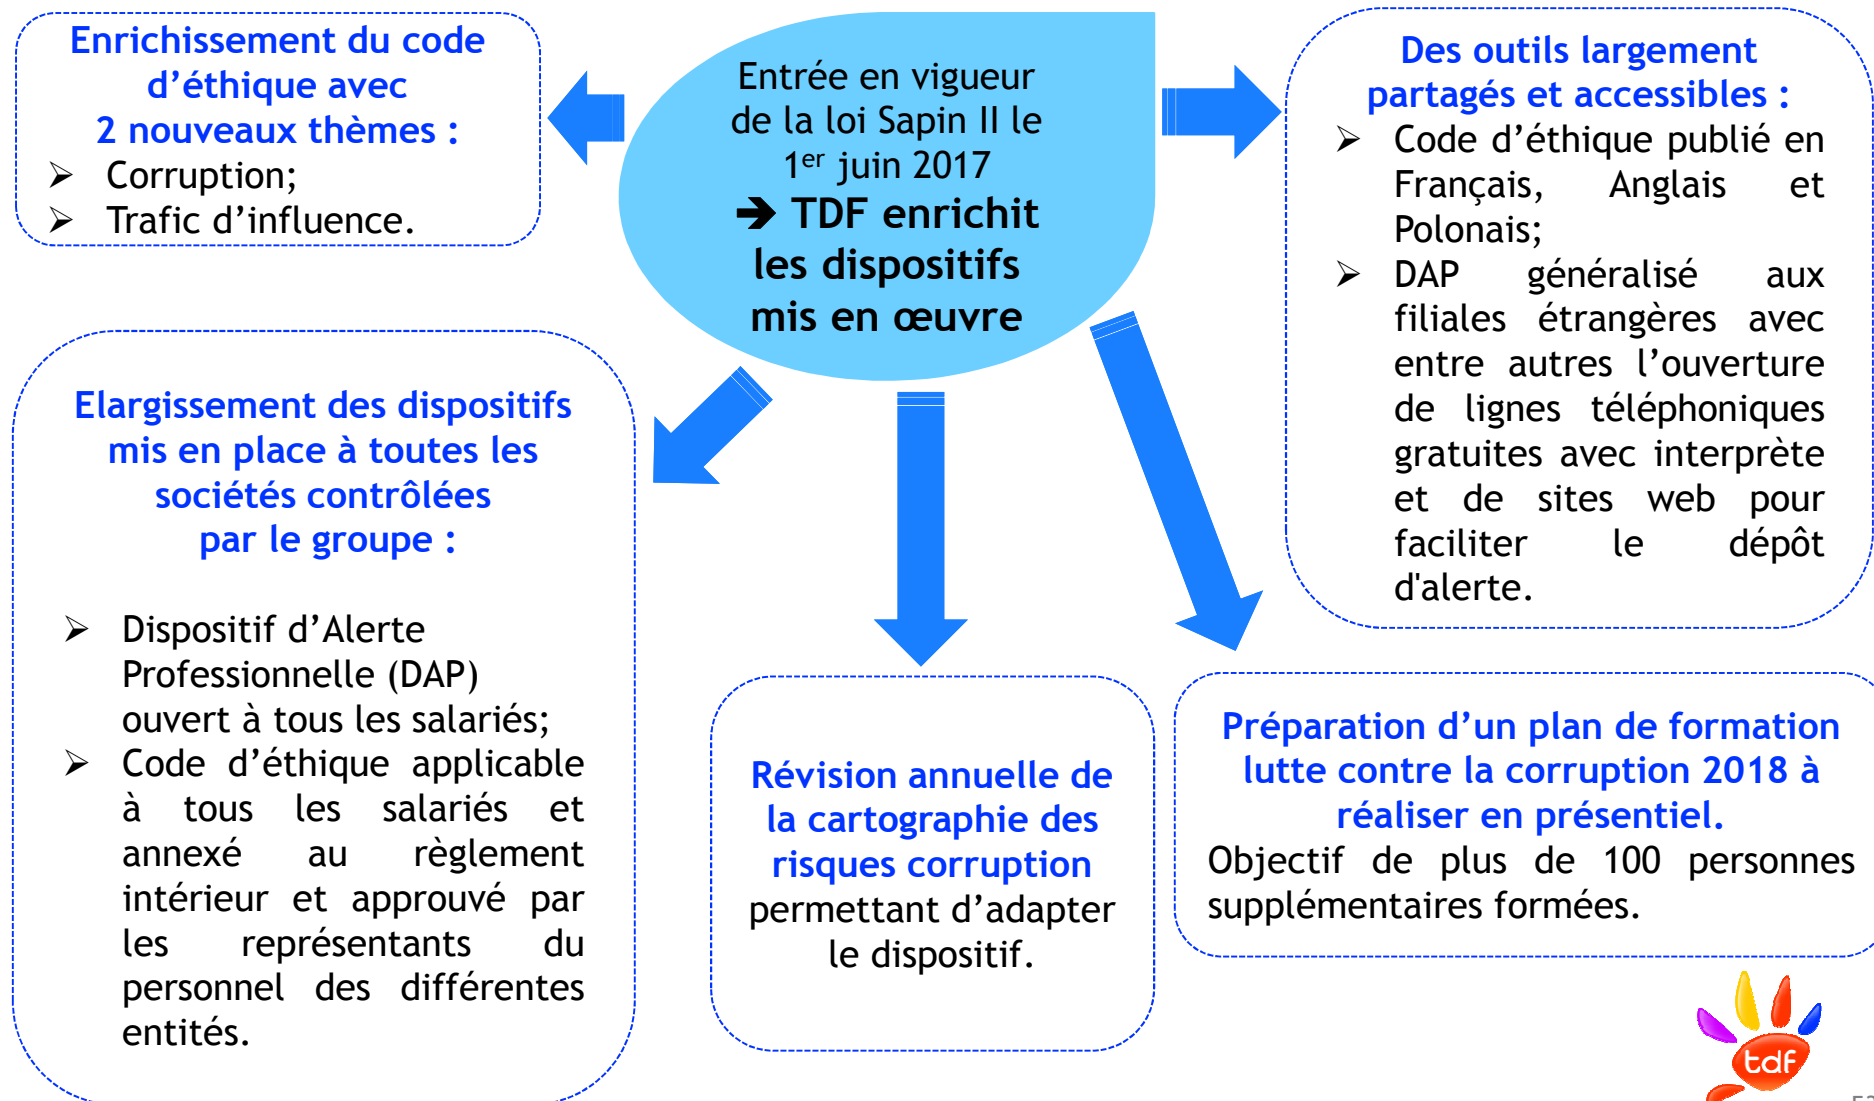 Enrichissement du code
d’éthique avec
2 nouveaux thèmes :
➢ Corruption;
➢ Trafic d’influence.
Entrée en vigueur
de la loi Sapin II le
1er juin 2017
➔ TDF enrichit
les dispositifs
mis en œuvre
Des outils largement
partagés et accessibles :
➢ Code d’éthique publié en
Français, Anglais et
Polonais;
➢ DAP généralisé aux
filiales étrangères avec
entre autres l’ouverture
de lignes téléphoniques
gratuites avec interprète
et de sites web pour
faciliter le dépôt
d'alerte.
Elargissement des dispositifs
mis en place à toutes les
sociétés contrôlées
par le groupe :
➢ Dispositif d’Alerte
Professionnelle (DAP)
ouvert à tous les salariés;
➢ Code d’éthique applicable
à tous les salariés et
annexé au règlement
intérieur et approuvé par
les représentants du
personnel des différentes
entités.
Révision annuelle de
la cartographie des
risques corruption
permettant d’adapter
le dispositif.
Préparation d’un plan de formation
lutte contre la corruption 2018 à
réaliser en présentiel.
Objectif de plus de 100 personnes
supplémentaires formées.
tdf